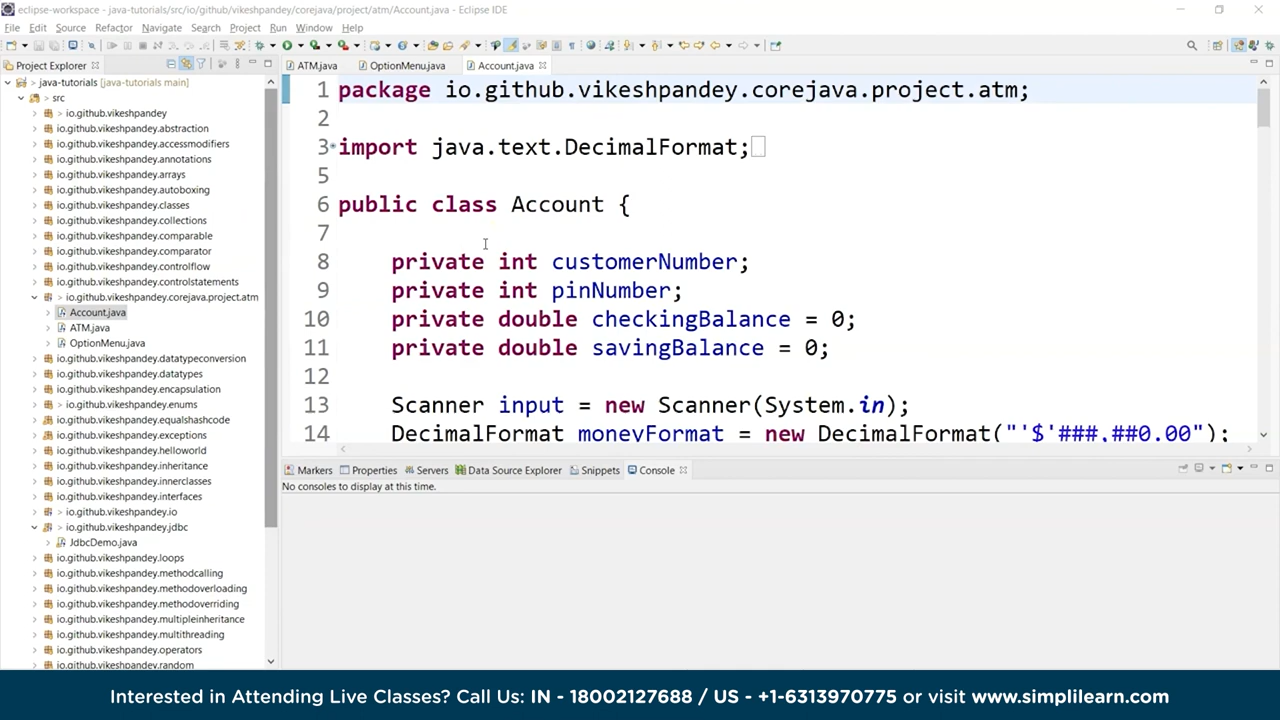 eclipse-workspace - java-tutorials/src/io/github/vikeshpandey/corejava/project/atm/Account.java - Eclipse IDE
File Edit Source Refactor Navigate Search Project Run Window Help
Project Explorer
ATM.java OptionMenu.java Account.java
java-tutorials [java-tutorials main]
src
io.github.vikeshpandey
io.github.vikeshpandey.abstraction
io.github.vikeshpandey.accessmodifiers
io.github.vikeshpandey.annotations
io.github.vikeshpandey.arrays
io.github.vikeshpandey.autoboxing
io.github.vikeshpandey.classes
io.github.vikeshpandey.collections
io.github.vikeshpandey.comparable
io.github.vikeshpandey.comparator
io.github.vikeshpandey.controlflow
io.github.vikeshpandey.controlstatements
io.github.vikeshpandey.corejava.project.atm
Account.java
ATM.java
OptionMenu.java
io.github.vikeshpandey.datatypeconversion
io.github.vikeshpandey.datatypes
io.github.vikeshpandey.encapsulation
io.github.vikeshpandey.enums
io.github.vikeshpandey.equalshashcode
io.github.vikeshpandey.exceptions
io.github.vikeshpandey.helloworld
io.github.vikeshpandey.inheritance
io.github.vikeshpandey.innerclasses
io.github.vikeshpandey.interfaces
io.github.vikeshpandey.io
io.github.vikeshpandey.jdbc
JdbcDemo.java
io.github.vikeshpandey.loops
io.github.vikeshpandey.methodcalling
io.github.vikeshpandey.methodoverloading
io.github.vikeshpandey.methodoverriding
io.github.vikeshpandey.multipleinheritance
io.github.vikeshpandey.multithreading
io.github.vikeshpandey.operators
io.github.vikeshpandey.random
1 package io.github.vikeshpandey.corejava.project.atm;
2
3 import java.text.DecimalFormat;
5
6 public class Account {
7
8 private int customerNumber;
9 private int pinNumber;
10 private double checkingBalance = 0;
11 private double savingBalance = 0;
12
13 Scanner input = new Scanner(System.in);
14 DecimalFormat moneyFormat = new DecimalFormat("'$'###,##0.00");
Markers Properties Servers Data Source Explorer Snippets Console
No consoles to display at this time.
Interested in Attending Live Classes? Call Us: IN - 18002127688 / US - +1-6313970775 or visit www.simplilearn.com